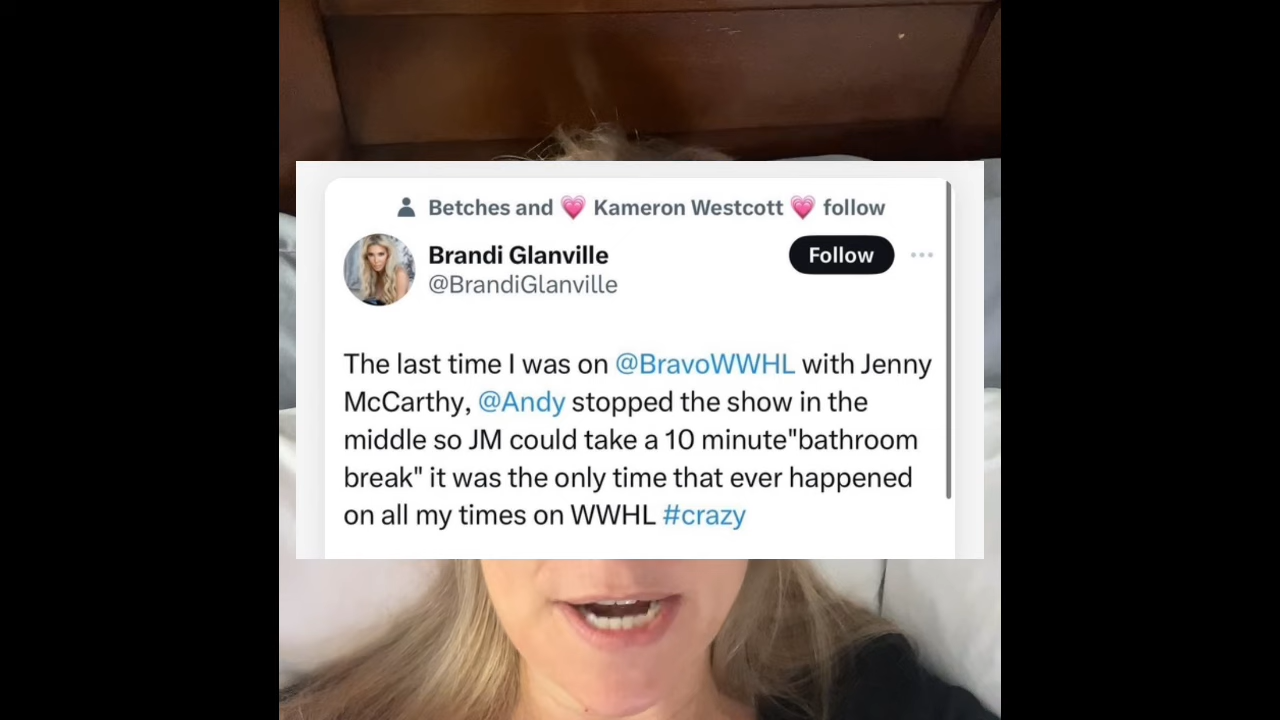 Betches and 💗 Kameron Westcott 💗 follow
Brandi Glanville
Follow
@BrandiGlanville
The last time I was on @BravoWWHL with Jenny
McCarthy, @Andy stopped the show in the
middle so JM could take a 10 minute"bathroom
break" it was the only time that ever happened
on all my times on WWHL #crazy